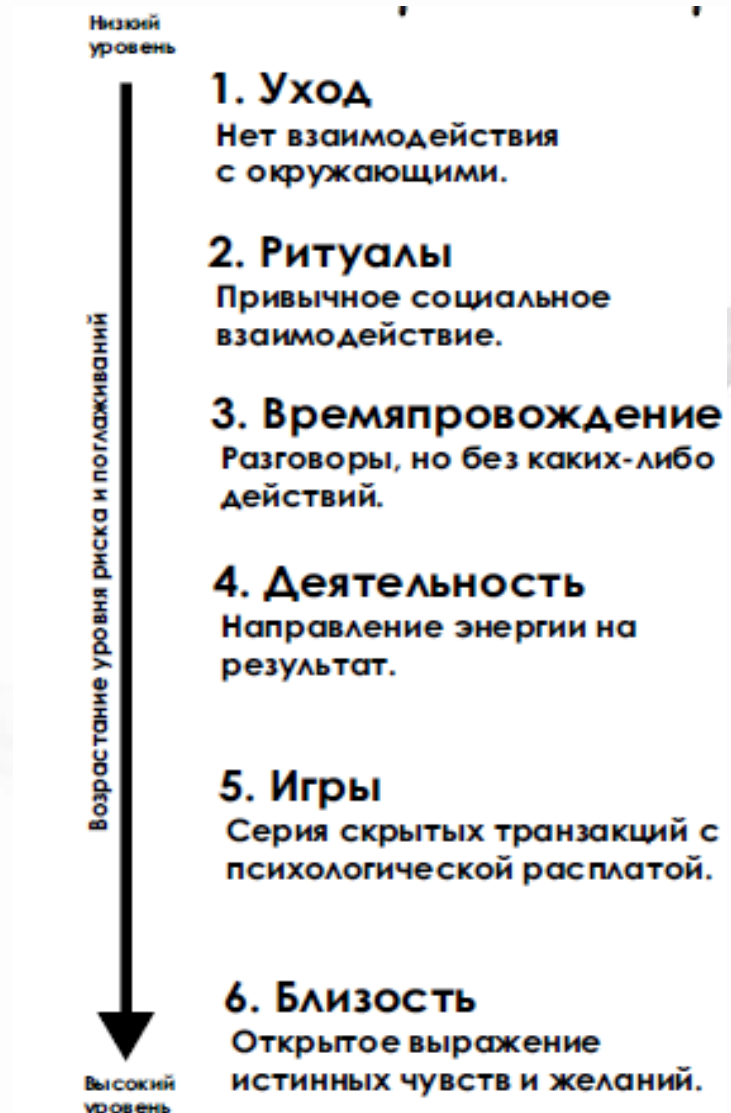 Низкий
уровень
1. Уход
Нет взаимодействия
с окружающими.
2. Ритуалы
Привычное социальное
взаимодействие.
Возрастание уровня риска и поглаживаний
3. Времяпровождение
Разговоры, но без каких-либо
действий.
4. Деятельность
Направление энергии на
результат.
5. Игры
Серия скрытых транзакций с
психологической расплатой.
6. Близость
Открытое выражение
истинных чувств и желаний.
Высокий
уровень